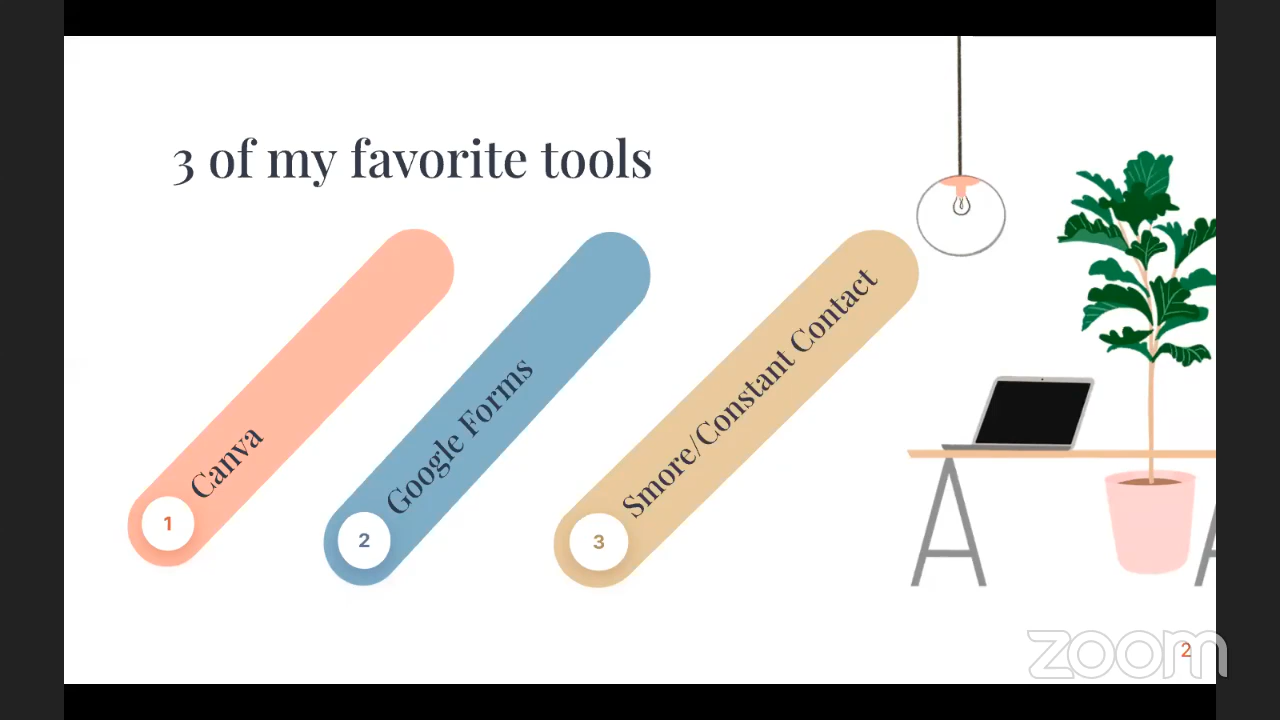 3 of my favorite tools
Canva
1
Google Forms
2
Smore/Constant Contact
3
zoom
2